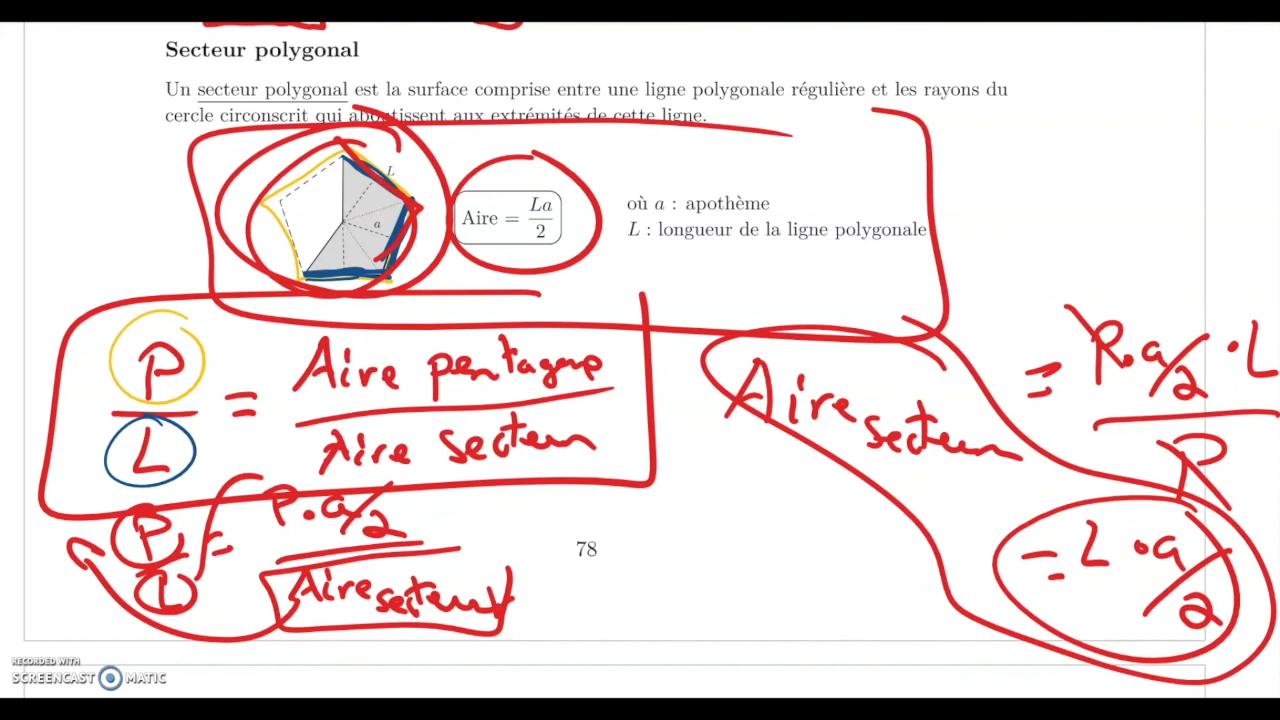 Secteur polygonal
Un secteur polygonal est la surface comprise entre une ligne polygonale régulière et les rayons du
cercle circonscrit qui aboutissent aux extrémités de cette ligne.
L
a
Aire = La/2
où a : apothème
L : longueur de la ligne polygonale
P/L = Aire pentagone / Aire secteur
P/L = P·a/2 / Aire secteur
Aire secteur = P·a/2 · L / P
= L·a/2
78
RECORDED WITH
SCREENCAST MATIC